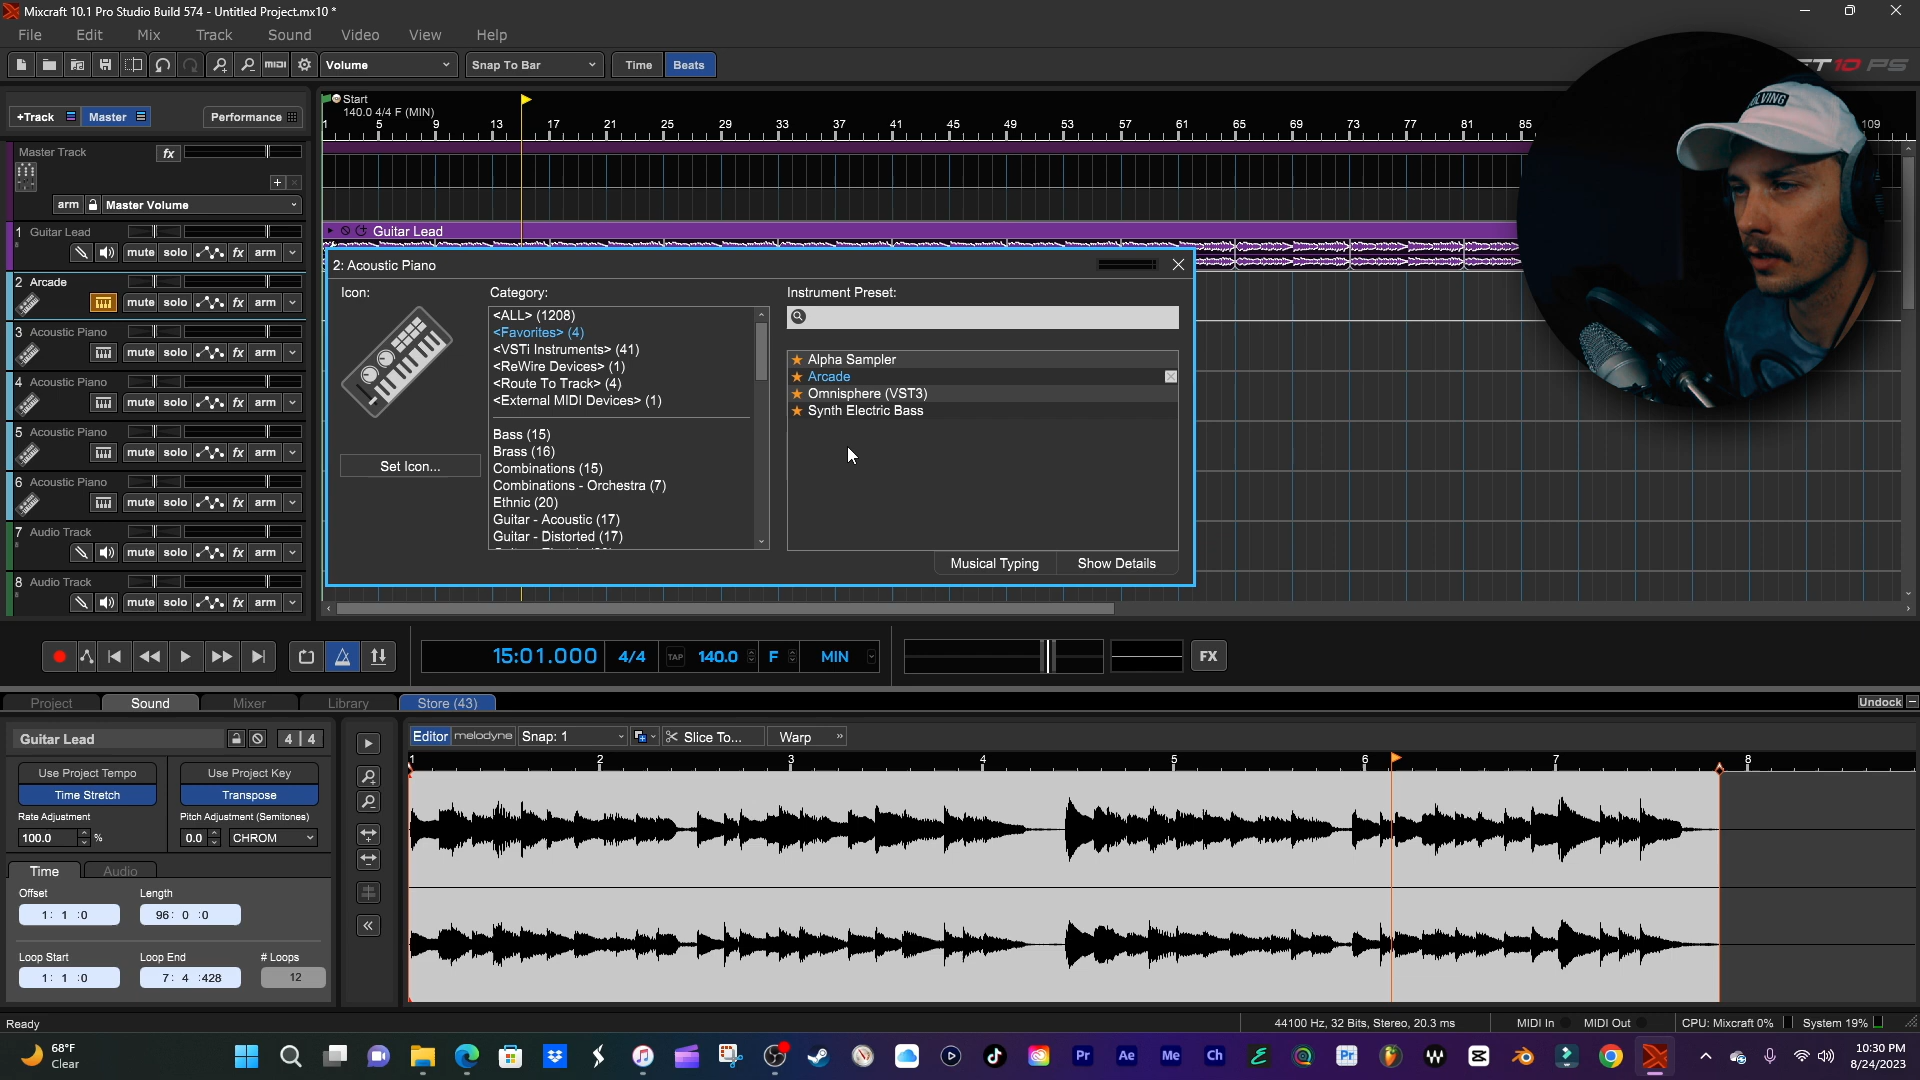 Mixcraft 10.1 Pro Studio Build 574 - Untitled Project.mx10 *
File Edit Mix Track Sound Video View Help
MIDI Volume Snap To Bar Time Beats
10 PS
+Track Master Performance
Start
140.0 4/4 F (MIN)
1 5 9 13 17 21 25 29 33 37 41 45 49 53 57 61 65 69 73 77 81 85 109
Master Track fx
arm Master Volume
1 Guitar Lead
mute solo fx arm
Guitar Lead
2 Arcade
mute solo fx arm
3 Acoustic Piano
mute solo fx arm
4 Acoustic Piano
mute solo fx arm
5 Acoustic Piano
mute solo fx arm
6 Acoustic Piano
mute solo fx arm
7 Audio Track
mute solo fx arm
8 Audio Track
mute solo fx arm
2: Acoustic Piano
Icon:
Set Icon...
Category:
<ALL> (1208)
<Favorites> (4)
<VSTi Instruments> (41)
<ReWire Devices> (1)
<Route To Track> (4)
<External MIDI Devices> (1)
Bass (15)
Brass (16)
Combinations (15)
Combinations - Orchestra (7)
Ethnic (20)
Guitar - Acoustic (17)
Guitar - Distorted (17)
Instrument Preset:
Alpha Sampler
Arcade
Omnisphere (VST3)
Synth Electric Bass
Musical Typing Show Details
15:01.000 4/4 TAP 140.0 F MIN FX
Project Sound Mixer Library Store (43) Undock
Guitar Lead 4 4
Use Project Tempo Use Project Key
Time Stretch Transpose
Rate Adjustment Pitch Adjustment (Semitones)
100.0 % 0.0 CHROM
Time Audio
Offset Length
1: 1 :0 96: 0 :0
Loop Start Loop End # Loops
1: 1 :0 7: 4 :428 12
Editor melodyne Snap: 1 Slice To... Warp »
1 2 3 4 5 6 7 8
Ready 44100 Hz, 32 Bits, Stereo, 20.3 ms MIDI In MIDI Out CPU: Mixcraft 0% System 19%
68°F
Clear
Pr Ae Me Ch Pr
10:30 PM
8/24/2023